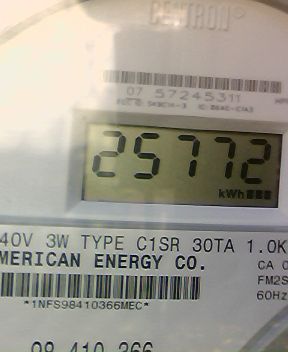 CENTRON®
07 57245311
25772
kWh
40V 3W TYPE C1SR 30TA 1.0K
MERICAN ENERGY CO.
CA 0
FM2S
60Hz
*1NFS98410366MEC*
98 410 366